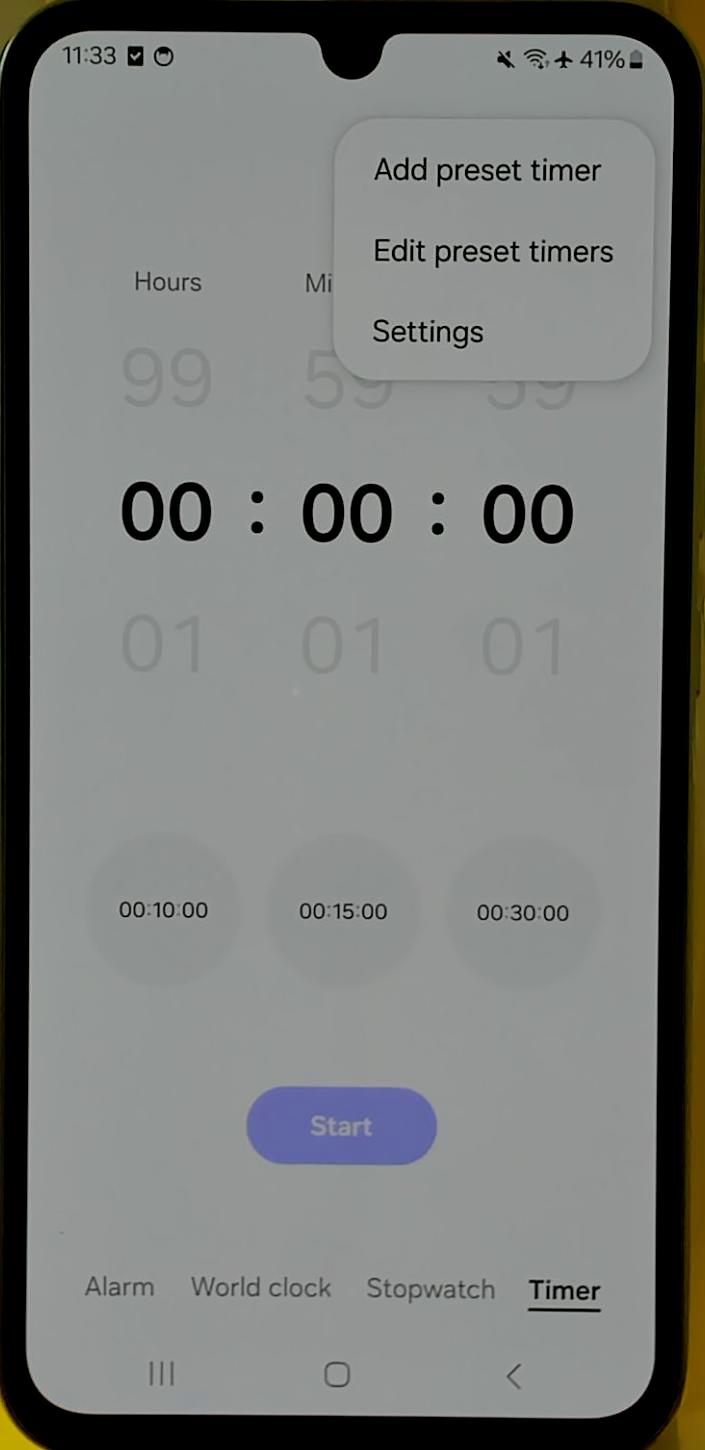 11:33 41%
Add preset timer
Edit preset timers
Settings
Hours Mi
99 59 59
00 : 00 : 00
01 01 01
00:10:00 00:15:00 00:30:00
Start
Alarm World clock Stopwatch Timer